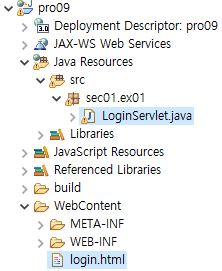 pro09
Deployment Descriptor: pro09
JAX-WS Web Services
Java Resources
src
sec01.ex01
LoginServlet.java
Libraries
JavaScript Resources
Referenced Libraries
build
WebContent
META-INF
WEB-INF
login.html